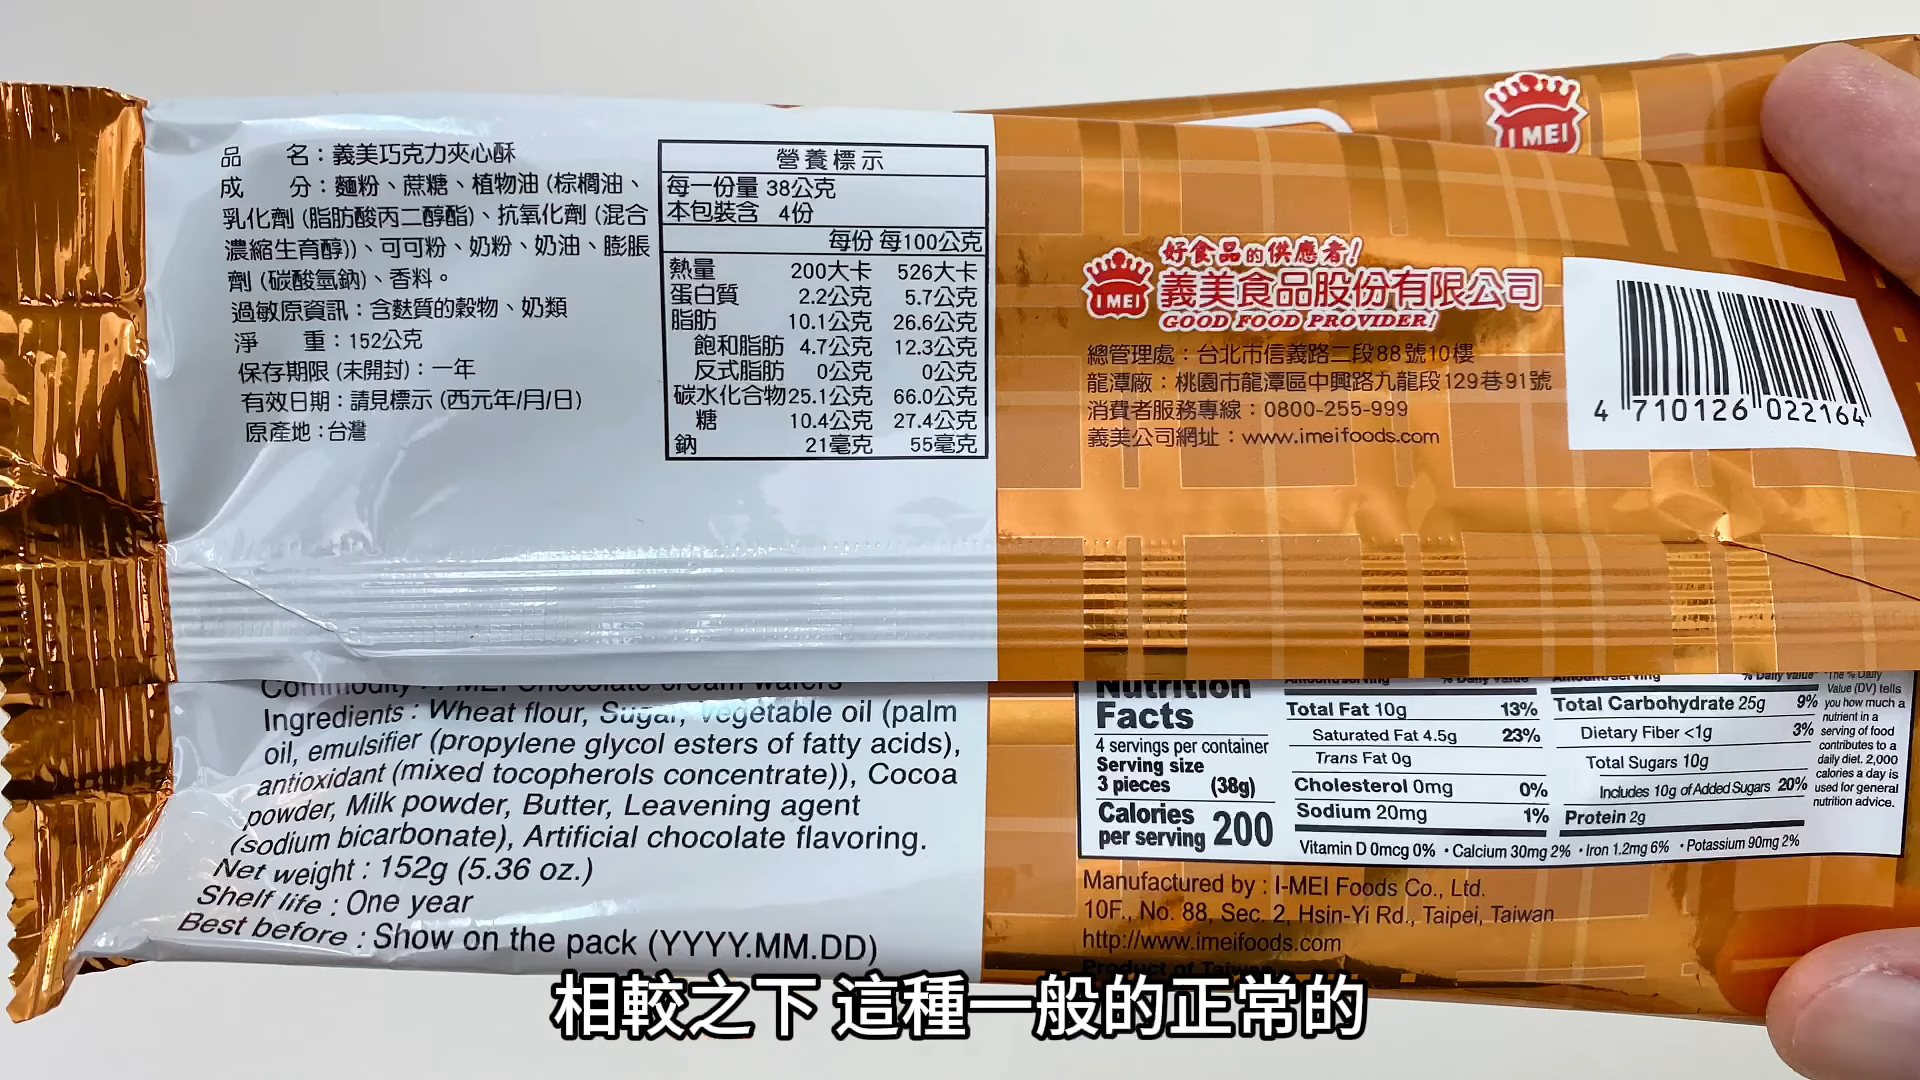 品 名：義美巧克力夾心酥
成 分：麵粉、蔗糖、植物油(棕櫚油、
乳化劑(脂肪酸丙二醇酯)、抗氧化劑(混合
濃縮生育醇))、可可粉、奶粉、奶油、膨脹
劑(碳酸氫鈉)、香料。
過敏原資訊：含麩質的穀物、奶類
淨 重：152公克
保存期限(未開封)：一年
有效日期：請見標示(西元年/月/日)
原產地：台灣
營養標示
每一份量 38公克
本包裝含 4份
每份 每100公克
熱量 200大卡 526大卡
蛋白質 2.2公克 5.7公克
脂肪 10.1公克 26.6公克
飽和脂肪 4.7公克 12.3公克
反式脂肪 0公克 0公克
碳水化合物 25.1公克 66.0公克
糖 10.4公克 27.4公克
鈉 21毫克 55毫克
I MEI
I MEI
好食品的供應者!
義美食品股份有限公司
GOOD FOOD PROVIDER!
總管理處：台北市信義路二段88號10樓
龍潭廠：桃園市龍潭區中興路九龍段129巷91號
消費者服務專線：0800-255-999
義美公司網址：www.imeifoods.com
4 710126 022164
Ingredients : Wheat flour, Sugar, Vegetable oil (palm
oil, emulsifier (propylene glycol esters of fatty acids),
antioxidant (mixed tocopherols concentrate)), Cocoa
powder, Milk powder, Butter, Leavening agent
(sodium bicarbonate), Artificial chocolate flavoring.
Net weight : 152g (5.36 oz.)
Shelf life : One year
Best before : Show on the pack (YYYY.MM.DD)
Nutrition
Facts
4 servings per container
Serving size
3 pieces (38g)
Calories
per serving 200
% Daily Value
Total Fat 10g 13%
Saturated Fat 4.5g 23%
Trans Fat 0g
Cholesterol 0mg 0%
Sodium 20mg 1%
% Daily Value
Total Carbohydrate 25g 9%
Dietary Fiber <1g 3%
Total Sugars 10g
Includes 10g of Added Sugars 20%
Protein 2g
Vitamin D 0mcg 0% • Calcium 30mg 2% • Iron 1.2mg 6% • Potassium 90mg 2%
The % Daily
Value (DV) tells
you how much a
nutrient in a
serving of food
contributes to a
daily diet. 2,000
calories a day is
used for general
nutrition advice.
Manufactured by : I-MEI Foods Co., Ltd.
10F., No. 88, Sec. 2, Hsin-Yi Rd., Taipei, Taiwan
http://www.imeifoods.com
Product of Taiwan
相較之下 這種一般的正常的